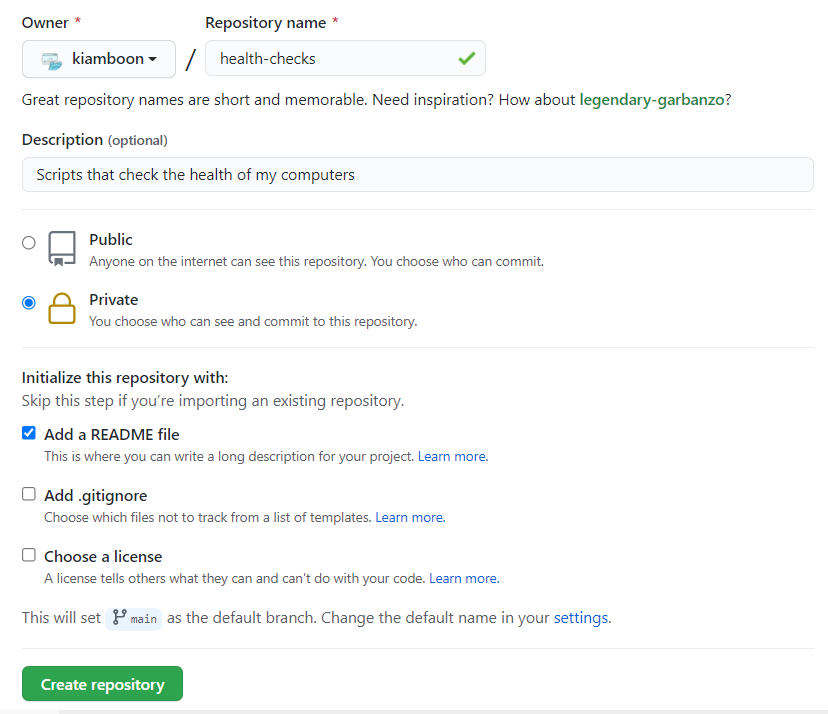 Owner * Repository name *
kiamboon / health-checks
Great repository names are short and memorable. Need inspiration? How about legendary-garbanzo?
Description (optional)
Scripts that check the health of my computers
Public
Anyone on the internet can see this repository. You choose who can commit.
Private
You choose who can see and commit to this repository.
Initialize this repository with:
Skip this step if you’re importing an existing repository.
Add a README file
This is where you can write a long description for your project. Learn more.
Add .gitignore
Choose which files not to track from a list of templates. Learn more.
Choose a license
A license tells others what they can and can't do with your code. Learn more.
This will set main as the default branch. Change the default name in your settings.
Create repository